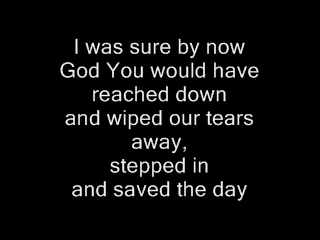 I was sure by now
God You would have
reached down
and wiped our tears
away,
stepped in
and saved the day